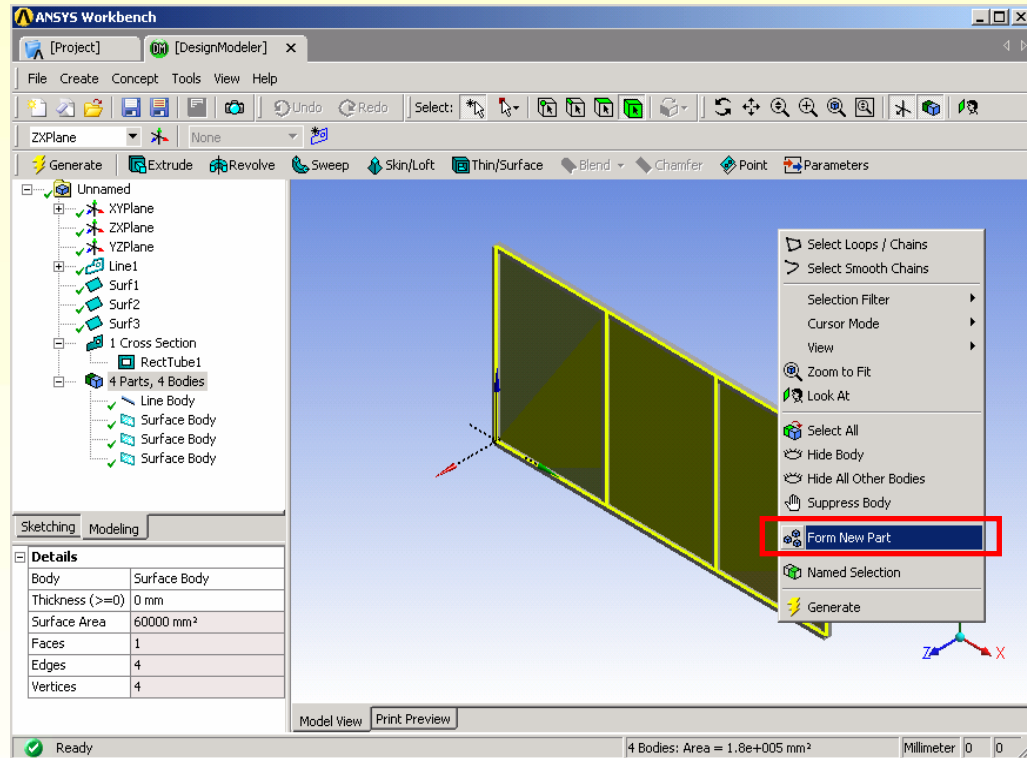 ANSYS Workbench
[Project] [DesignModeler]
File Create Concept Tools View Help
Undo Redo Select:
ZXPlane None
Generate Extrude Revolve Sweep Skin/Loft Thin/Surface Blend Chamfer Point Parameters
Unnamed
XYPlane
ZXPlane
YZPlane
Line1
Surf1
Surf2
Surf3
1 Cross Section
RectTube1
4 Parts, 4 Bodies
Line Body
Surface Body
Surface Body
Surface Body
Sketching Modeling
Details
Body Surface Body
Thickness (>=0) 0 mm
Surface Area 60000 mm²
Faces 1
Edges 4
Vertices 4
Select Loops / Chains
Select Smooth Chains
Selection Filter
Cursor Mode
View
Zoom to Fit
Look At
Select All
Hide Body
Hide All Other Bodies
Suppress Body
Form New Part
Named Selection
Generate
Z X
Model View Print Preview
Ready 4 Bodies: Area = 1.8e+005 mm² Millimeter 0 0